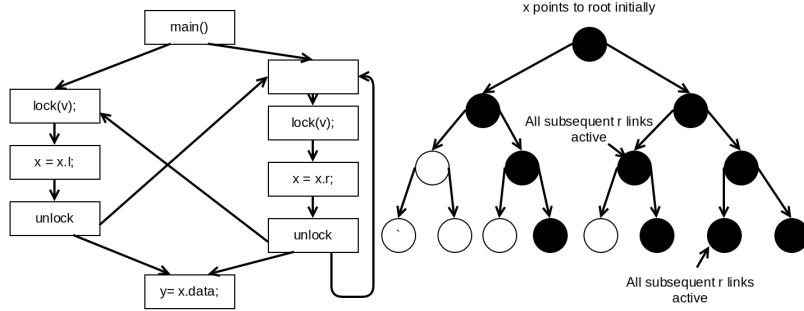 main()
lock(v);
x = x.l;
unlock
lock(v);
x = x.r;
unlock
y= x.data;
x points to root initially
All subsequent r links
active
`
All subsequent r links
active